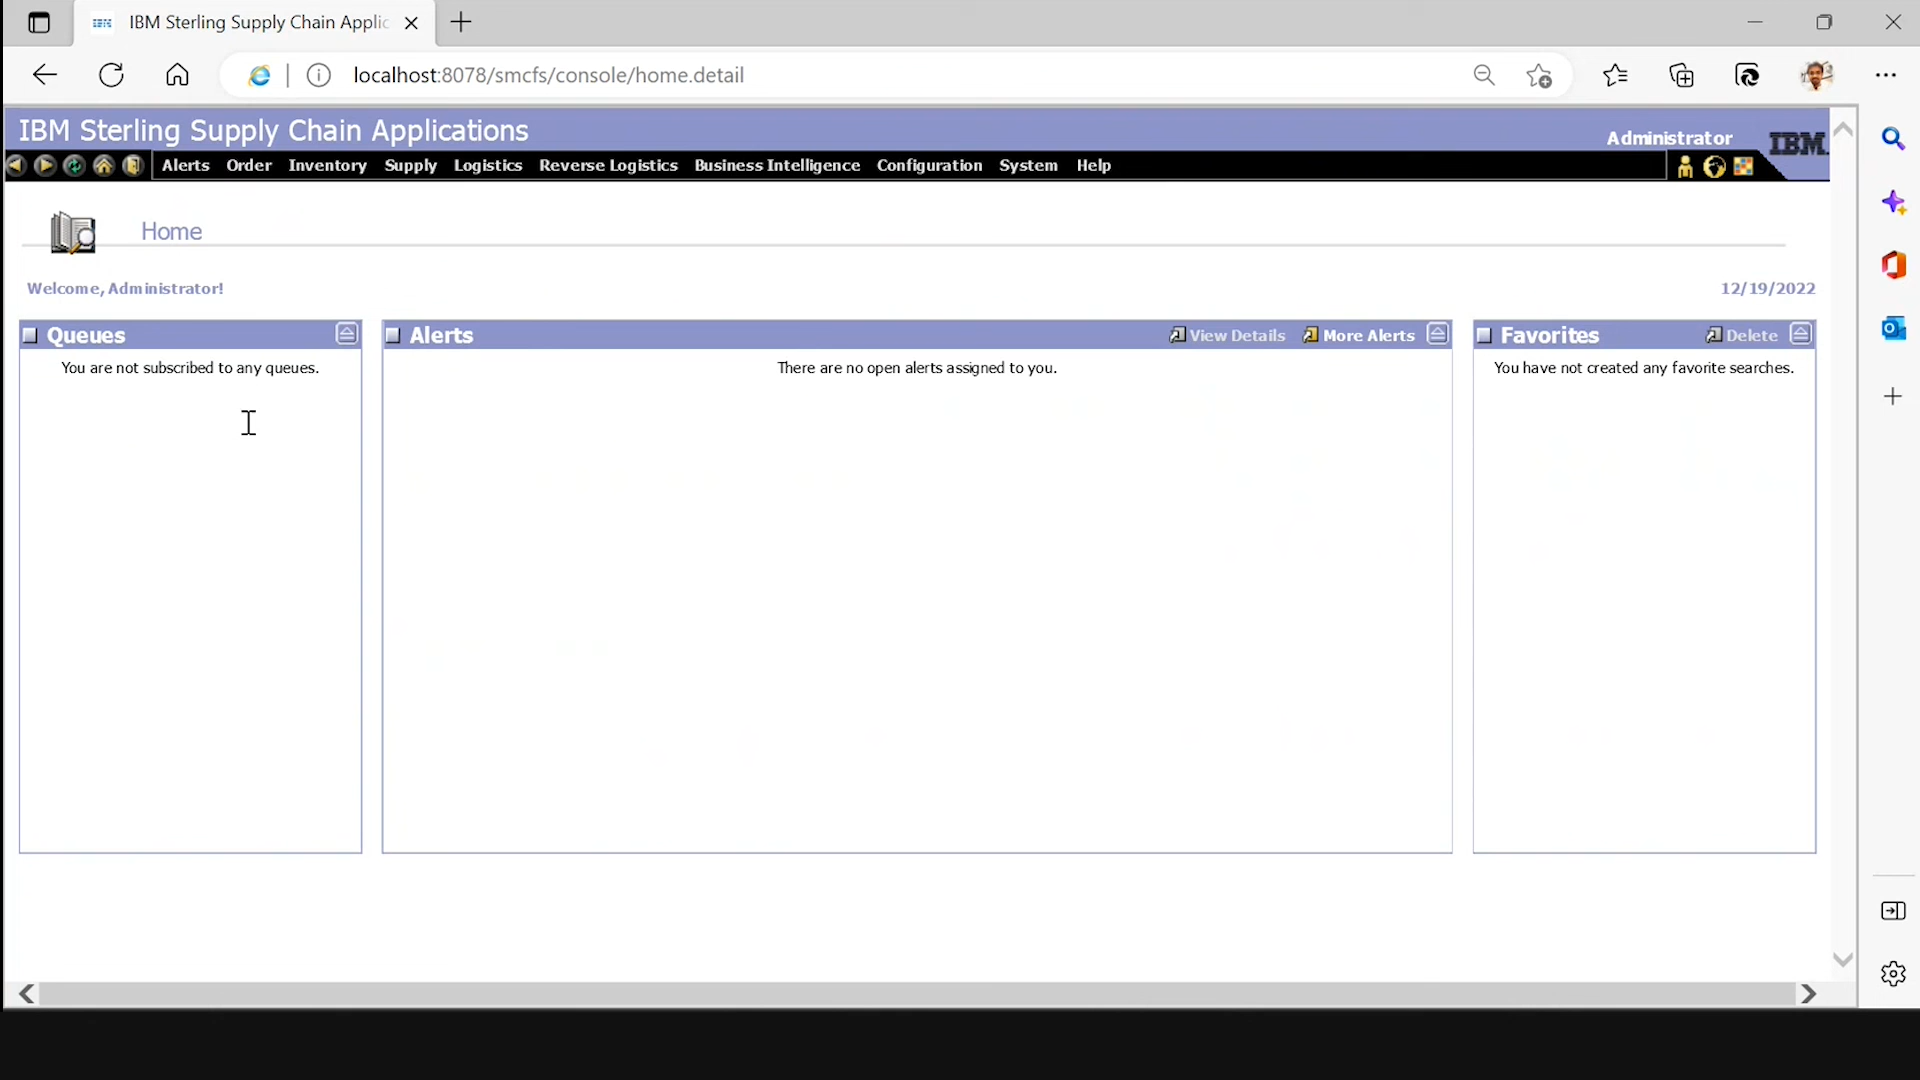 IBM Sterling Supply Chain Applic
localhost:8078/smcfs/console/home.detail
IBM Sterling Supply Chain Applications
Administrator
IBM
Alerts Order Inventory Supply Logistics Reverse Logistics Business Intelligence Configuration System Help
Home
Welcome, Administrator! 12/19/2022
Queues
You are not subscribed to any queues.
Alerts View Details More Alerts
There are no open alerts assigned to you.
Favorites Delete
You have not created any favorite searches.